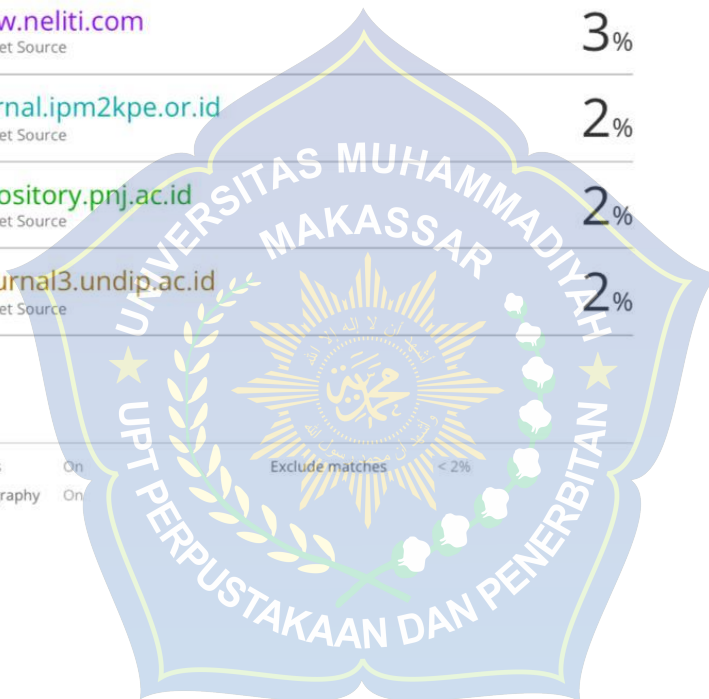 w.neliti.com
et Source
3%
rnal.ipm2kpe.or.id
et Source
2%
ository.pnj.ac.id
et Source
2%
urnal3.undip.ac.id
et Source
2%
On
Exclude matches
< 2%
raphy
On
UNIVERSITAS MUHAMMADIYAH
MAKASSAR
UPT PERPUSTAKAAN DAN PENERBITAN